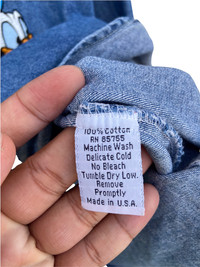 100% Cotton
RN 85755
Machine Wash
Delicate Cold
No Bleach
Tumble Dry Low.
Remove
Promptly
Made in U.S.A.